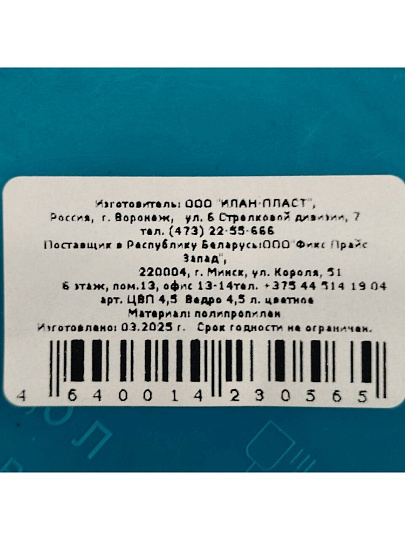 Изготовитель: ООО "ИЛАН-ПЛАСТ",
Россия, г. Воронеж, ул. 6 Стрелковой дивизии, 7
тел. (473) 22-55-666
Поставщик в Республику Беларусь:ООО"Фикс Прайс
Запад",
220004, г. Минск, ул. Короля, 51
6 этаж, пом.13, офис 13-14тел. +375 44 514 19 04
арт. ЦВП 4,5 Ведро 4,5 л. цветное
Материал: полипропилен
Изготовлено: 03.2025 г. Срок годности не ограничен.
4 640014 230565